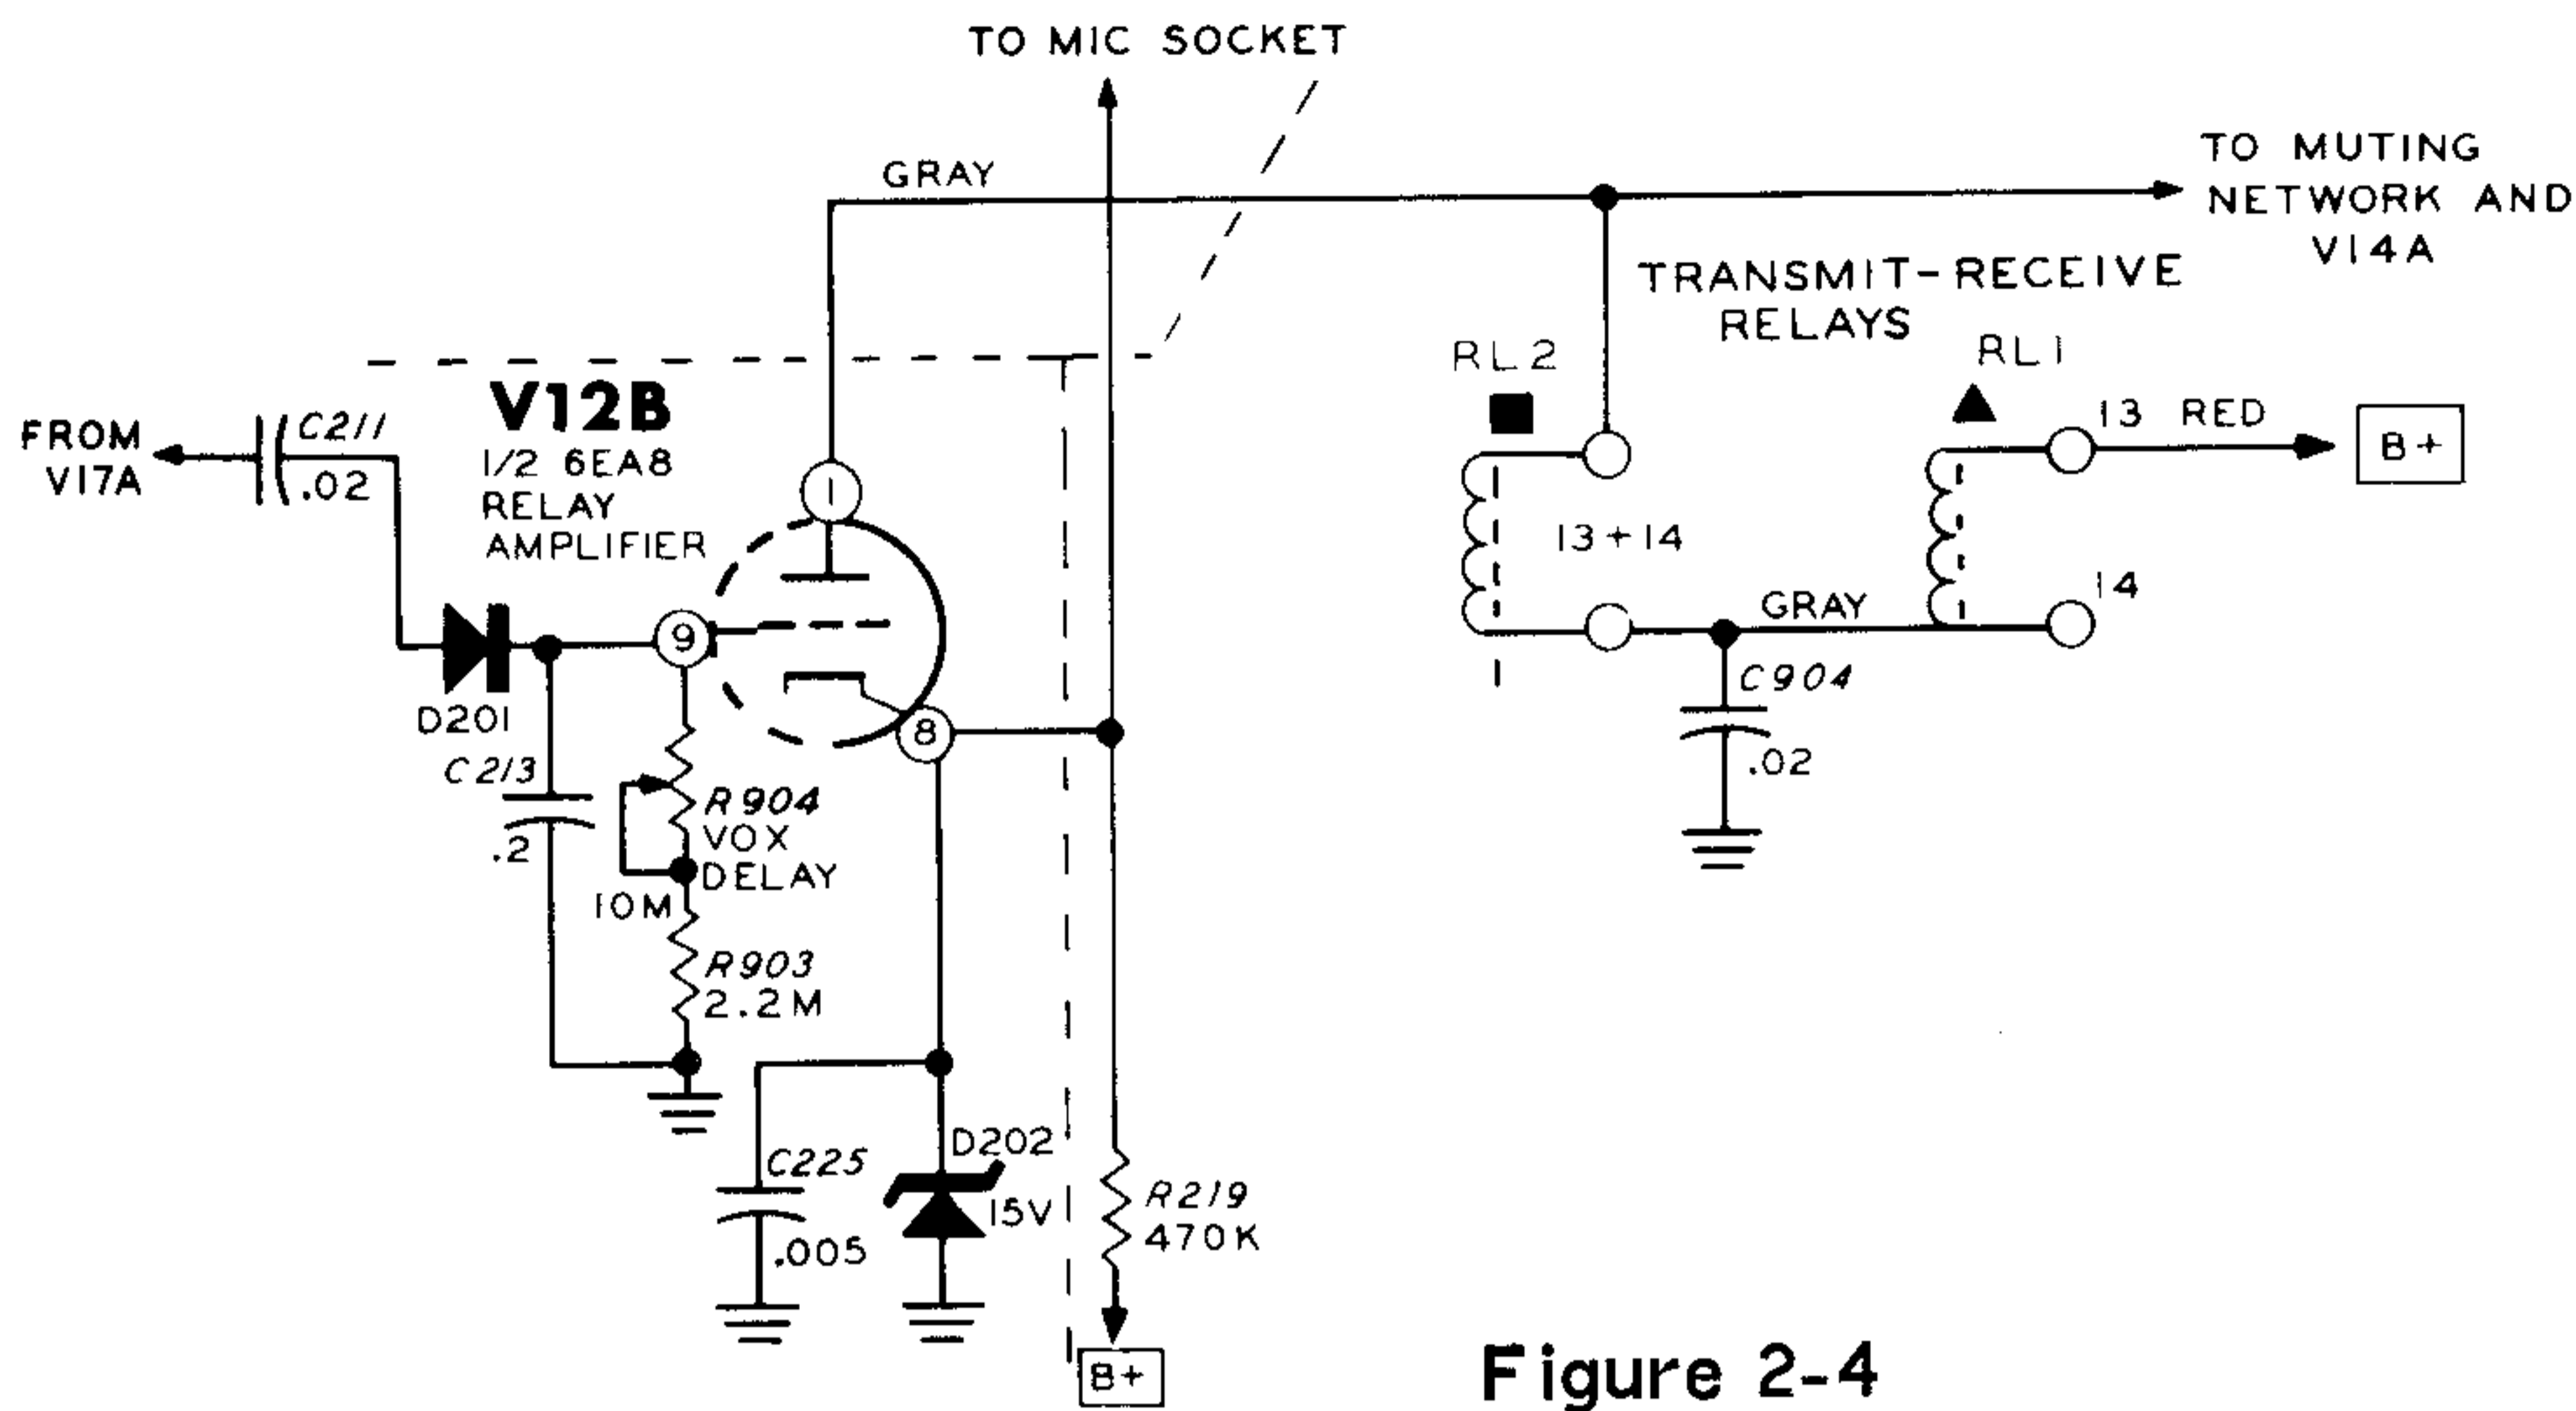 TO MIC SOCKET
GRAY
TO MUTING
NETWORK AND
V14A
TRANSMIT-RECEIVE
RELAYS
RL2
RL1
13 RED
B+
FROM
V17A
C211
.02
V12B
1/2 6EA8
RELAY
AMPLIFIER
1
13+14
14
GRAY
9
D201
8
C904
.02
C213
.2
R904
VOX
DELAY
10M
R903
2.2M
D202
15V
C225
.005
R219
470K
B+
Figure 2-4